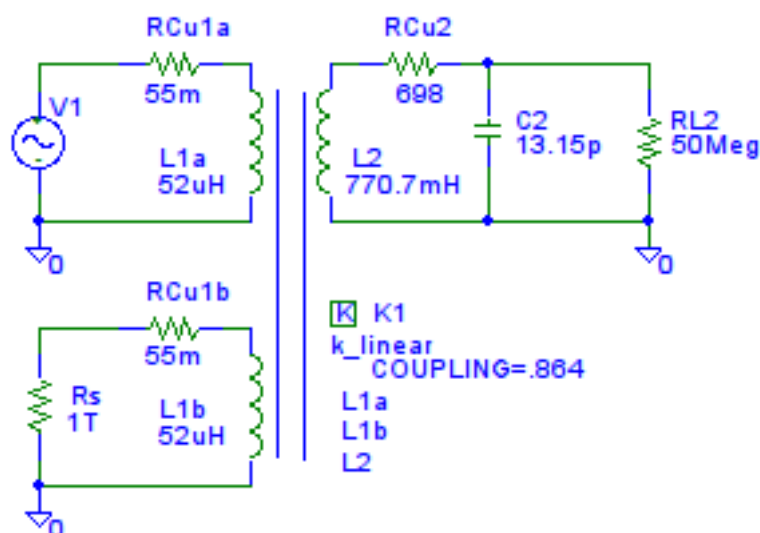 RCu1a
55m
V1
L1a
52uH
0
RCu2
698
C2
13.15p
RL2
50Meg
L2
770.7mH
0
RCu1b
55m
Rs
1T
L1b
52uH
0
K K1
k_linear
COUPLING=.864
L1a
L1b
L2